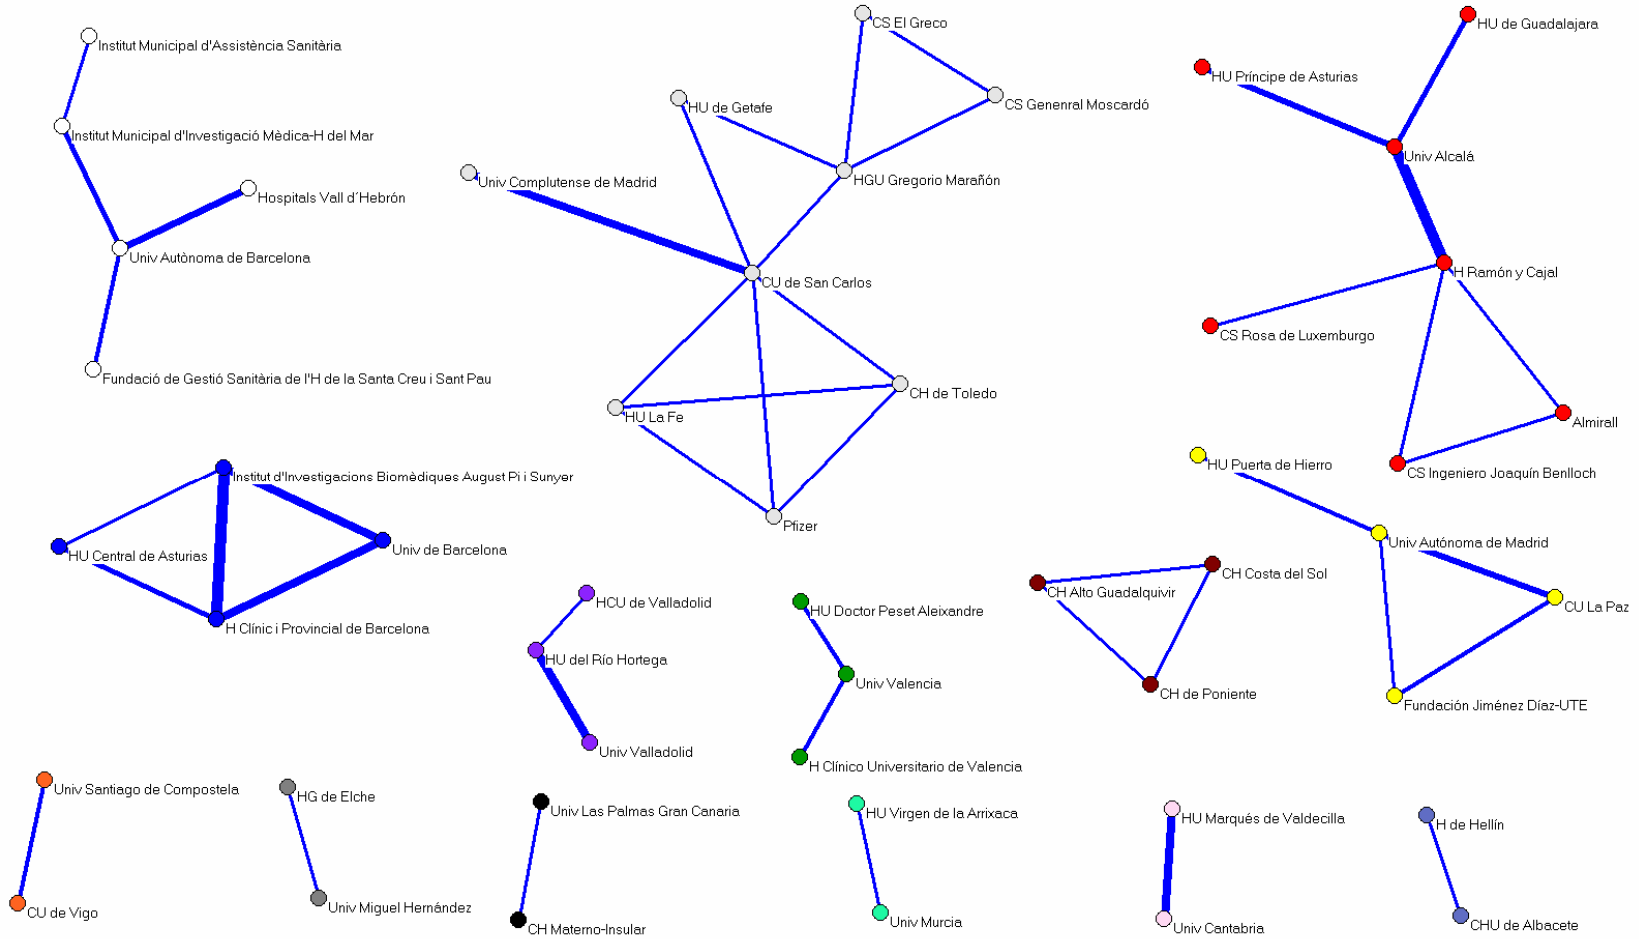 CS El Greco
HU de Guadalajara
Institut Municipal d'Assistència Sanitària
HU Príncipe de Asturias
HU de Getafe
CS Genenral Moscardó
Institut Municipal d'Investigació Mèdica-H del Mar
Univ Alcalá
Univ Complutense de Madrid
HGU Gregorio Marañón
Hospitals Vall d´Hebrón
Univ Autònoma de Barcelona
H Ramón y Cajal
CU de San Carlos
CS Rosa de Luxemburgo
Fundació de Gestió Sanitària de l'H de la Santa Creu i Sant Pau
CH de Toledo
HU La Fe
Almirall
HU Puerta de Hierro
CS Ingeniero Joaquín Benlloch
Institut d'Investigacions Biomèdiques August Pi i Sunyer
Pfizer
Univ Autónoma de Madrid
Univ de Barcelona
HU Central de Asturias
CH Costa del Sol
CH Alto Guadalquivir
HCU de Valladolid
HU Doctor Peset Aleixandre
CU La Paz
H Clínic i Provincial de Barcelona
HU del Río Hortega
Univ Valencia
CH de Poniente
Fundación Jiménez Díaz-UTE
Univ Valladolid
H Clínico Universitario de Valencia
Univ Santiago de Compostela
HG de Elche
Univ Las Palmas Gran Canaria
HU Virgen de la Arrixaca
HU Marqués de Valdecilla
H de Hellín
CU de Vigo
Univ Miguel Hernández
CH Materno-Insular
Univ Murcia
Univ Cantabria
CHU de Albacete